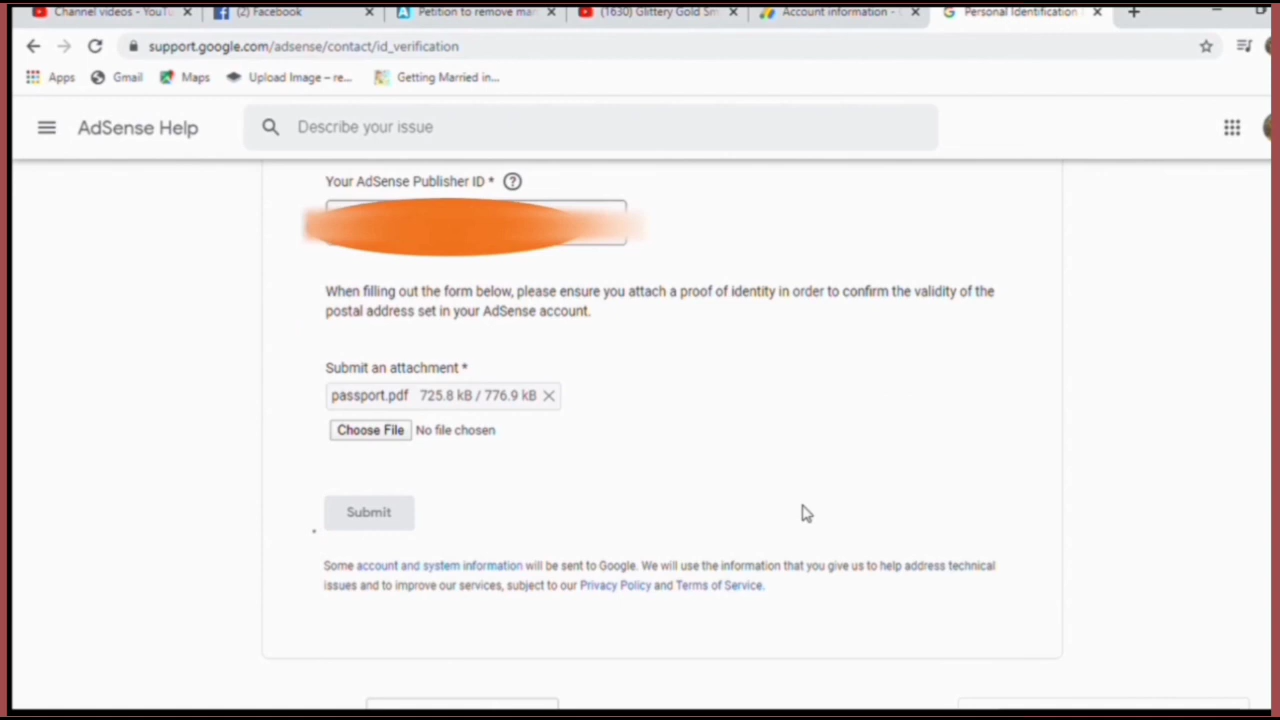 Channel videos - YouTu
(2) Facebook
Petition to remove mar
(1630) Glittery Gold Sm
Account information -
Personal Identification
support.google.com/adsense/contact/id_verification
Apps
Gmail
Maps
Upload Image – re...
Getting Married in...
AdSense Help
Describe your issue
Your AdSense Publisher ID *
When filling out the form below, please ensure you attach a proof of identity in order to confirm the validity of the
postal address set in your AdSense account.
Submit an attachment *
passport.pdf 725.8 kB / 776.9 kB
Choose File No file chosen
Submit
Some account and system information will be sent to Google. We will use the information that you give us to help address technical
issues and to improve our services, subject to our Privacy Policy and Terms of Service.